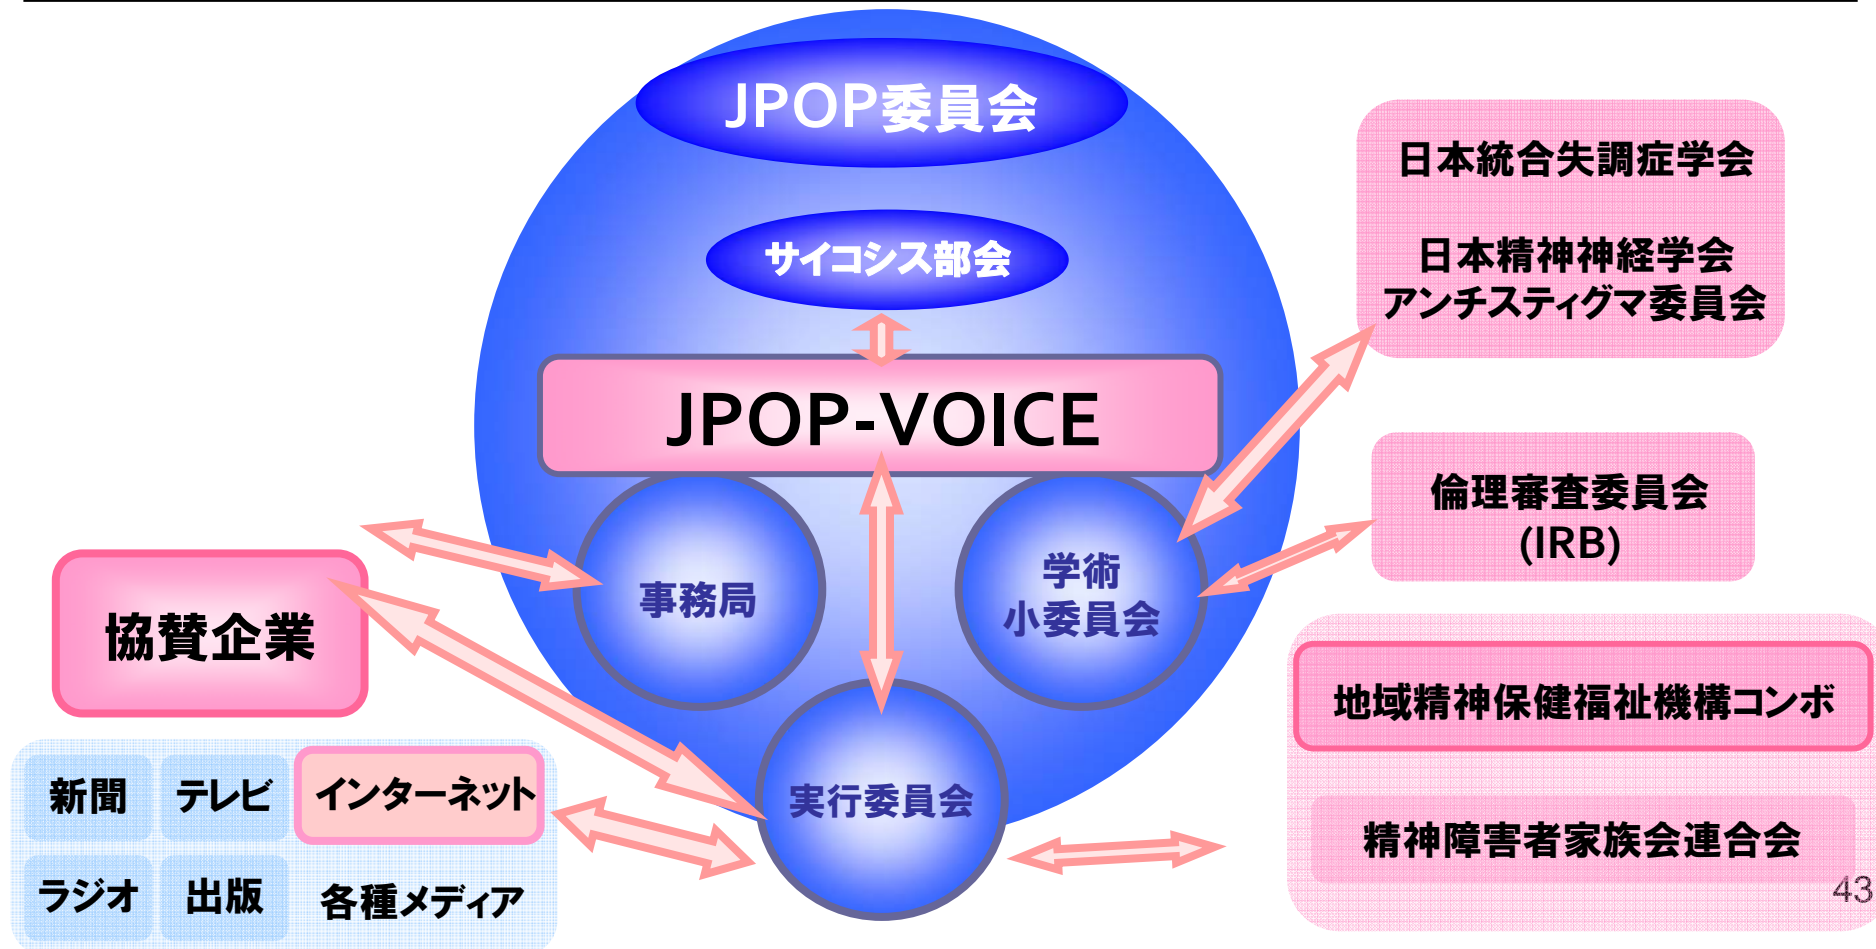 JPOP委員会
サイコシス部会
JPOP-VOICE
事務局
学術
小委員会
実行委員会
日本統合失調症学会
日本精神神経学会
アンチスティグマ委員会
倫理審査委員会
(IRB)
地域精神保健福祉機構コンボ
精神障害者家族会連合会
協賛企業
新聞
テレビ
インターネット
ラジオ
出版
各種メディア
43